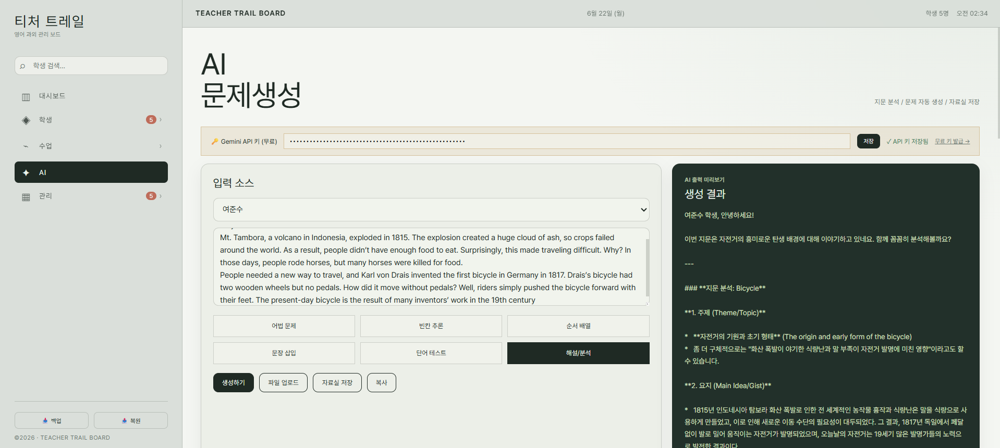 티처 트레일
영어 과외 관리 보드
학생 검색...
대시보드
학생 5
수업
AI
관리 5
백업
복원
©2026 · TEACHER TRAIL BOARD
TEACHER TRAIL BOARD
6월 22일 (월)
학생 5명 오전 02:34
AI
문제생성
지문 분석 / 문제 자동 생성 / 자료실 저장
Gemini API 키 (무료)
저장
✓ API 키 저장됨
무료 키 발급 →
입력 소스
여준수
Mt. Tambora, a volcano in Indonesia, exploded in 1815. The explosion created a huge cloud of ash, so crops failed
around the world. As a result, people didn’t have enough food to eat. Surprisingly, this made traveling difficult. Why? In
those days, people rode horses, but many horses were killed for food.
People needed a new way to travel, and Karl von Drais invented the first bicycle in Germany in 1817. Drais’s bicycle had
two wooden wheels but no pedals. How did it move without pedals? Well, riders simply pushed the bicycle forward with
their feet. The present-day bicycle is the result of many inventors’ work in the 19th century
어법 문제
빈칸 추론
순서 배열
문장 삽입
단어 테스트
해설/분석
생성하기
파일 업로드
자료실 저장
복사
AI 출력 미리보기
생성 결과
여준수 학생, 안녕하세요!
이번 지문은 자전거의 흥미로운 탄생 배경에 대해 이야기하고 있네요. 함께 꼼꼼히 분석해볼까요?
---
### **지문 분석: Bicycle**
**1. 주제 (Theme/Topic)**
* **자전거의 기원과 초기 형태** (The origin and early form of the bicycle)
* 좀 더 구체적으로는 "화산 폭발이 야기한 식량난과 말 부족이 자전거 발명에 미친 영향"이라고도 할
수 있습니다.
**2. 요지 (Main Idea/Gist)**
* 1815년 인도네시아 탐보라 화산 폭발로 인한 전 세계적인 농작물 흉작과 식량난은 말을 식량으로 사
용하게 만들었고, 이로 인해 새로운 이동 수단의 필요성이 대두되었다. 그 결과, 1817년 독일에서 페달
없이 발로 밀어 움직이는 자전거가 발명되었으며, 오늘날의 자전거는 19세기 많은 발명가들의 노력으
로 발전한 결과이다.